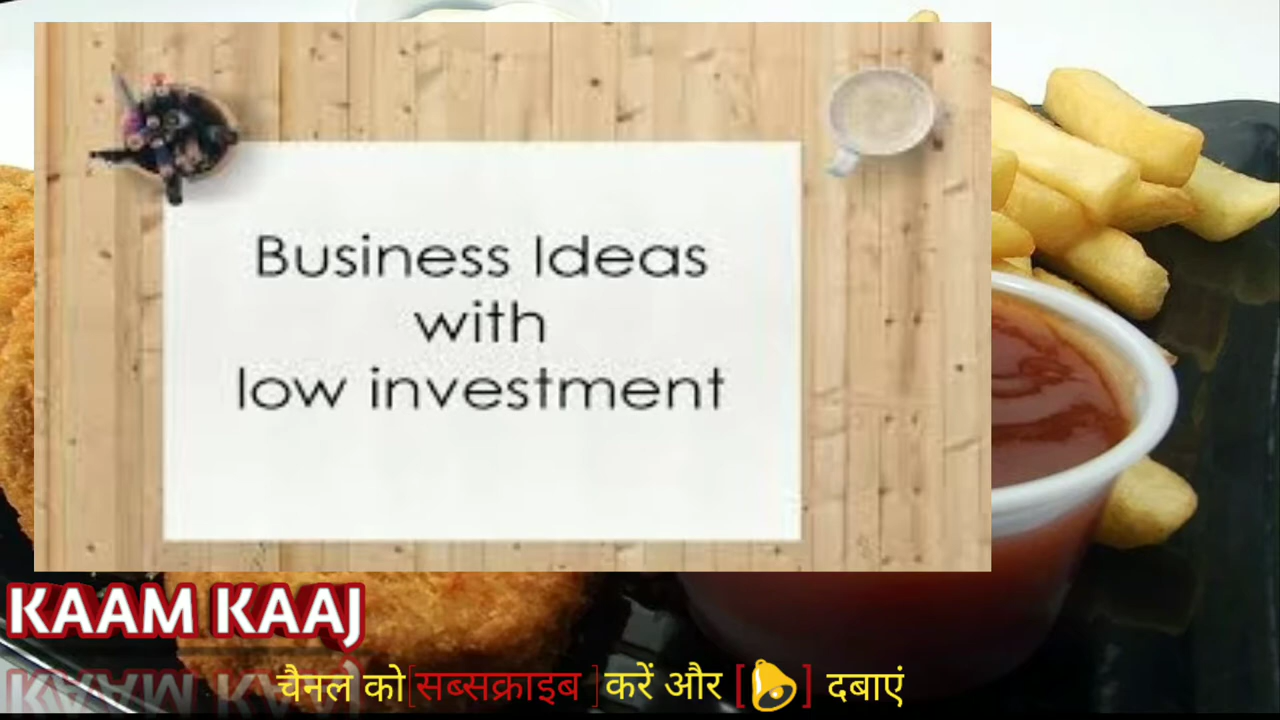 Business Ideas
with
low investment
KAAM KAAJ
चैनल को [सब्सक्राइब] करें और [🔔] दबाएं